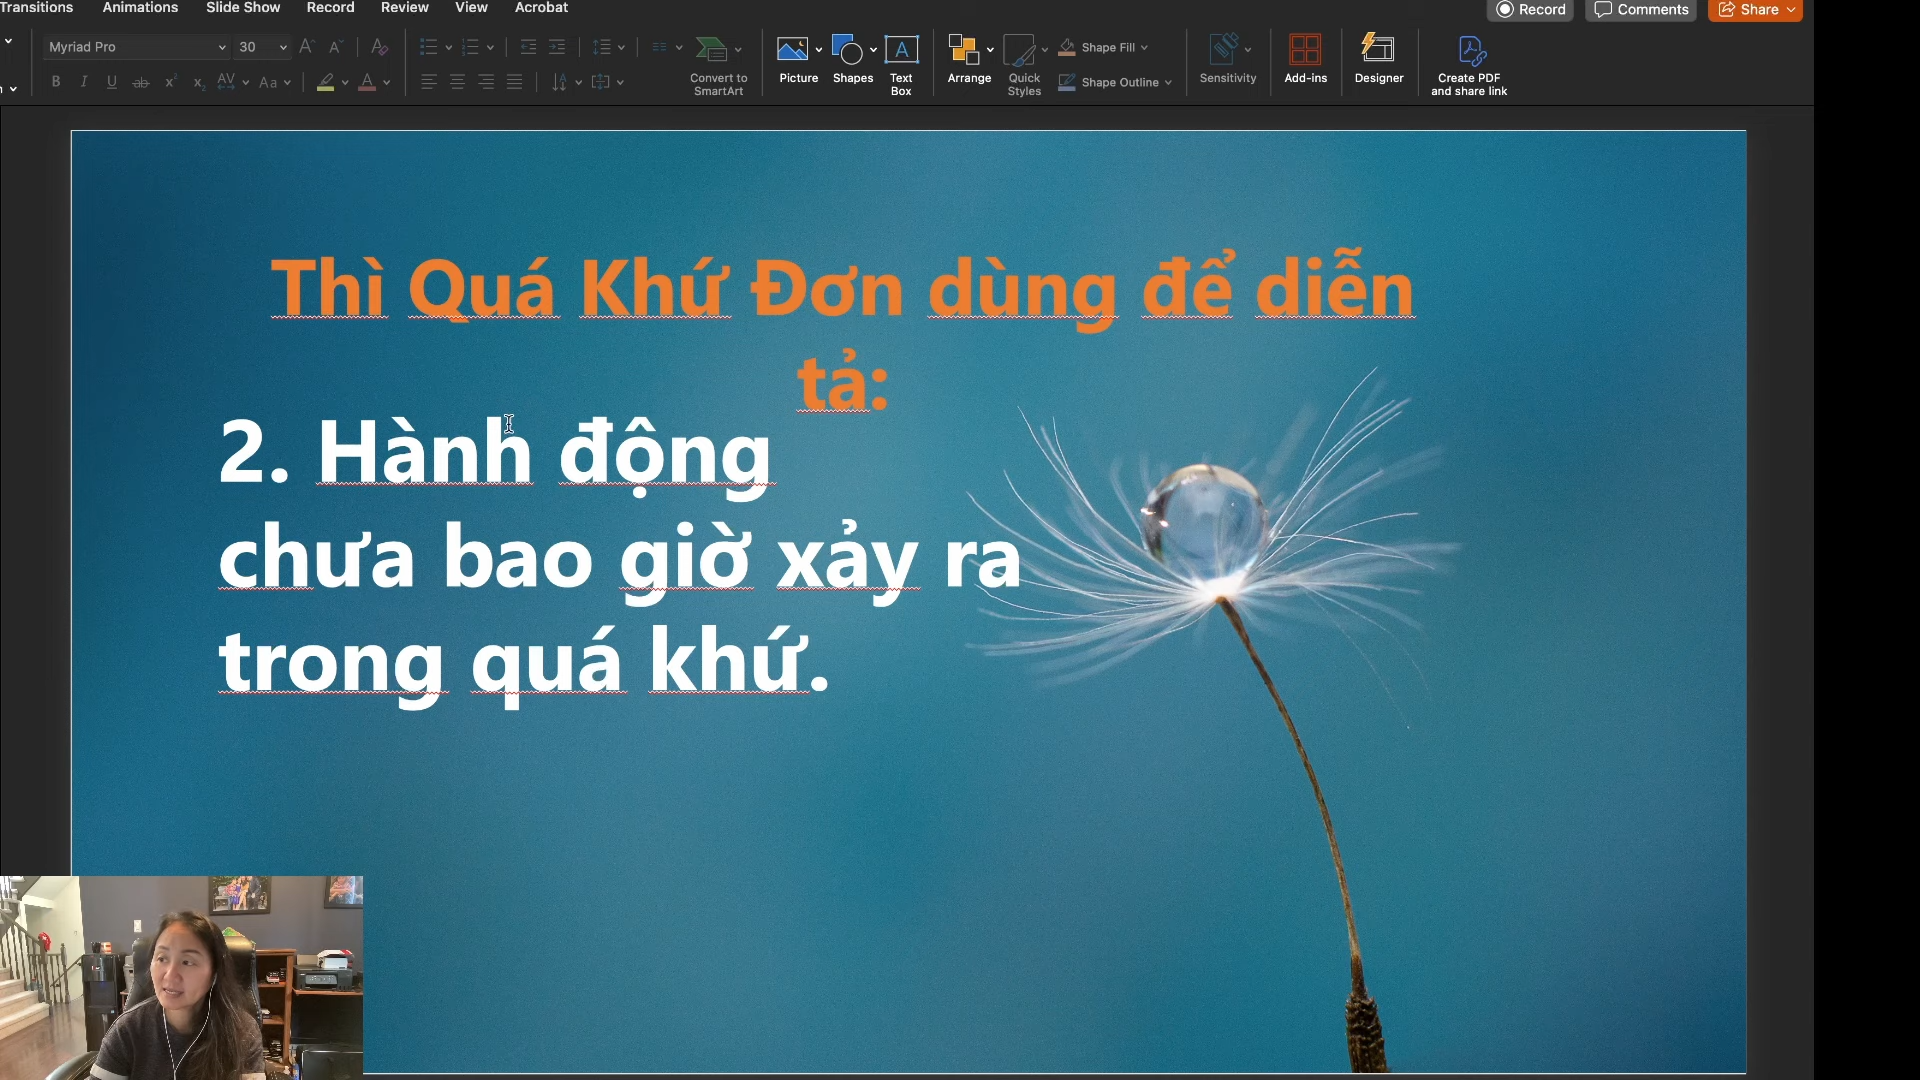 Transitions
Animations
Slide Show
Record
Review
View
Acrobat
Record
Comments
Share
Myriad Pro
30
Convert to
SmartArt
Picture
Shapes
Text
Box
Arrange
Quick
Styles
Shape Fill
Shape Outline
Sensitivity
Add-ins
Designer
Create PDF
and share link
Thì Quá Khứ Đơn dùng để diễn
tả:
2. Hành động
chưa bao giờ xảy ra
trong quá khứ.